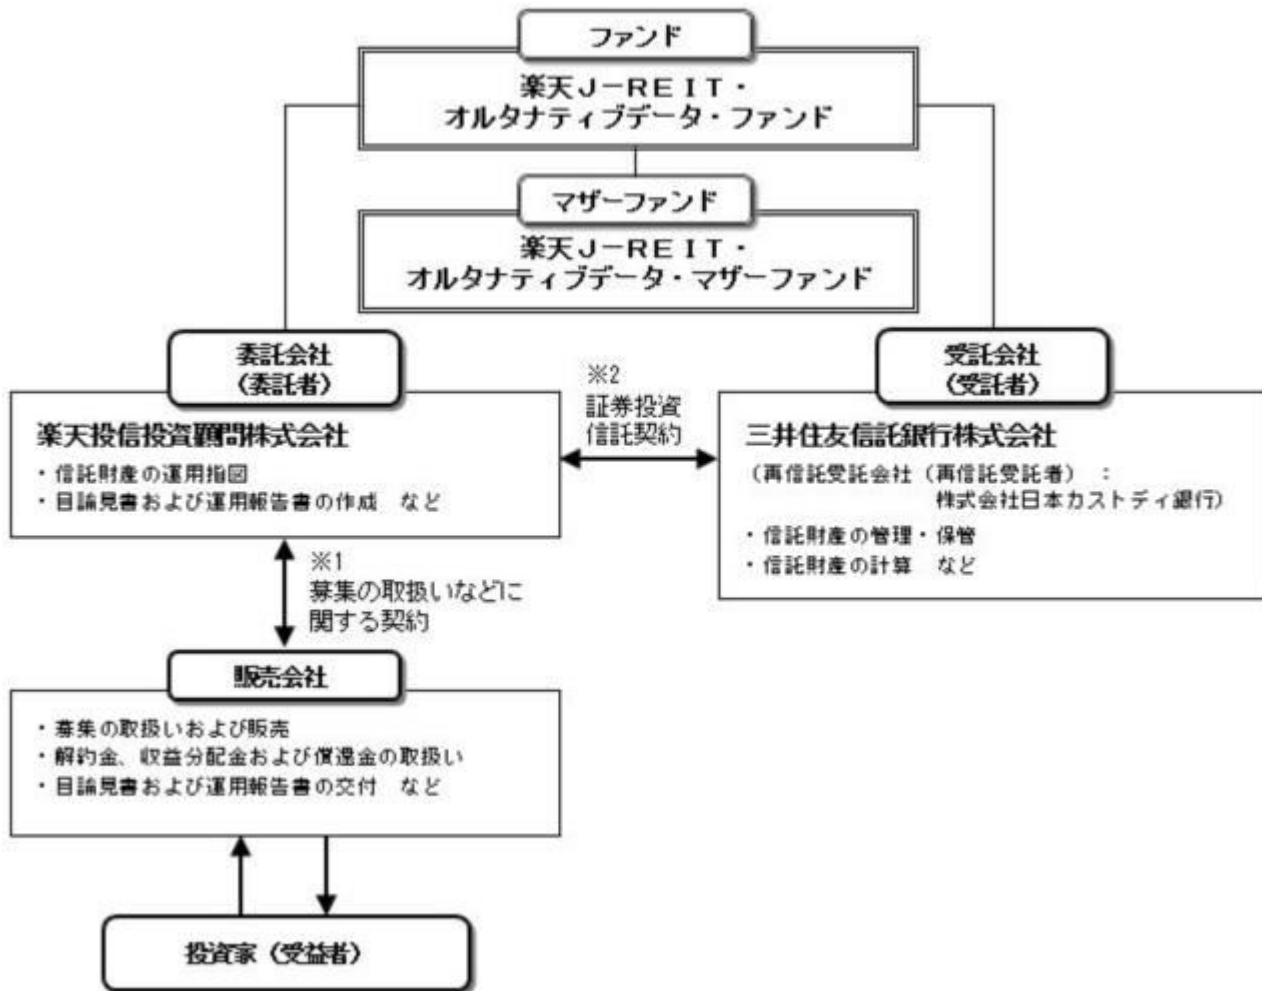 ファンド
楽天J-REIT・
オルタナティブデータ・ファンド
マザーファンド
楽天J-REIT・
オルタナティブデータ・マザーファンド
委託会社
(委託者)
楽天投信投資顧問株式会社
・信託財産の運用指図
・目論見書および運用報告書の作成 など
※2
証券投資
信託契約
受託会社
(受託者)
三井住友信託銀行株式会社
(再信託受託会社(再信託受託者) :
株式会社日本カストディ銀行)
・信託財産の管理・保管
・信託財産の計算 など
※1
募集の取扱いなどに
関する契約
販売会社
・募集の取扱いおよび販売
・解約金、収益分配金および償還金の取扱い
・目論見書および運用報告書の交付 など
投資家(受益者)